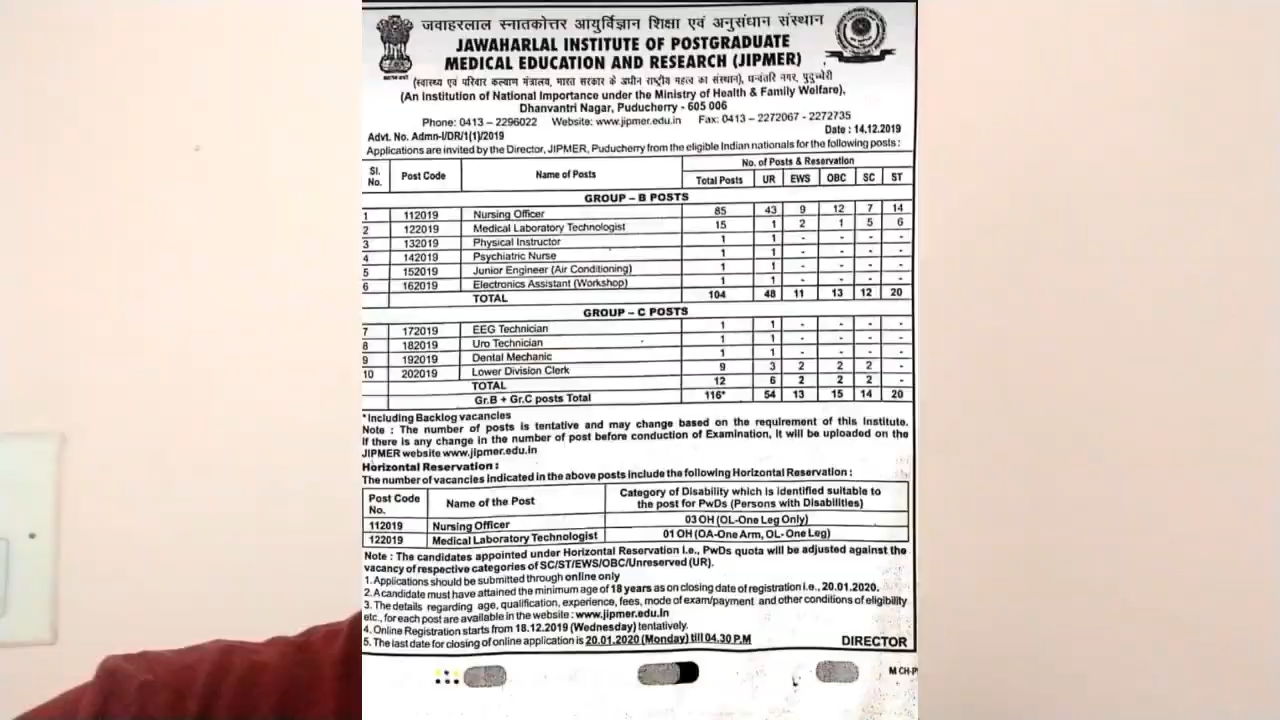 जवाहरलाल स्नातकोत्तर आयुर्विज्ञान शिक्षा एवं अनुसंधान संस्थान
JAWAHARLAL INSTITUTE OF POSTGRADUATE
MEDICAL EDUCATION AND RESEARCH (JIPMER)
(स्वास्थ्य एवं परिवार कल्याण मंत्रालय, भारत सरकार के अधीन राष्ट्रीय महत्व का संस्थान), धन्वंतरि नगर, पुदुच्चेरी
(An Institution of National Importance under the Ministry of Health & Family Welfare),
Dhanvantri Nagar, Puducherry - 605 006
Phone: 0413 – 2296022 Website: www.jipmer.edu.in Fax: 0413 – 2272067 - 2272735
Advt. No. Admn-I/DR/1(1)/2019 Date : 14.12.2019
Applications are invited by the Director, JIPMER, Puducherry from the eligible Indian nationals for the following posts :
Sl. No. Post Code Name of Posts No. of Posts & Reservation
Total Posts UR EWS OBC SC ST
GROUP – B POSTS
1 112019 Nursing Officer 85 43 9 12 7 14
2 122019 Medical Laboratory Technologist 15 1 2 1 5 6
3 132019 Physical Instructor 1 1 - - - -
4 142019 Psychiatric Nurse 1 1 - - - -
5 152019 Junior Engineer (Air Conditioning) 1 1 - - - -
6 162019 Electronics Assistant (Workshop) 1 1 - - - -
TOTAL 104 48 11 13 12 20
GROUP – C POSTS
7 172019 EEG Technician 1 1 - - - -
8 182019 Uro Technician 1 1 - - - -
9 192019 Dental Mechanic 1 1 - - - -
10 202019 Lower Division Clerk 9 3 2 2 2 -
TOTAL 12 6 2 2 2 -
Gr.B + Gr.C posts Total 116* 54 13 15 14 20
*Including Backlog vacancies
Note : The number of posts is tentative and may change based on the requirement of this Institute.
If there is any change in the number of post before conduction of Examination, it will be uploaded on the
JIPMER website www.jipmer.edu.in
Horizontal Reservation :
The number of vacancies indicated in the above posts include the following Horizontal Reservation :
Post Code No. Name of the Post Category of Disability which is identified suitable to the post for PwDs (Persons with Disabilities)
112019 Nursing Officer 03 OH (OL-One Leg Only)
122019 Medical Laboratory Technologist 01 OH (OA-One Arm, OL- One Leg)
Note : The candidates appointed under Horizontal Reservation i.e., PwDs quota will be adjusted against the
vacancy of respective categories of SC/ST/EWS/OBC/Unreserved (UR).
1. Applications should be submitted through online only
2. A candidate must have attained the minimum age of 18 years as on closing date of registration i.e., 20.01.2020.
3. The details regarding age, qualification, experience, fees, mode of exam/payment and other conditions of eligibility
etc., for each post are available in the website : www.jipmer.edu.in
4. Online Registration starts from 18.12.2019 (Wednesday) tentatively.
5. The last date for closing of online application is 20.01.2020 (Monday) till 04.30 P.M DIRECTOR
M CH-P